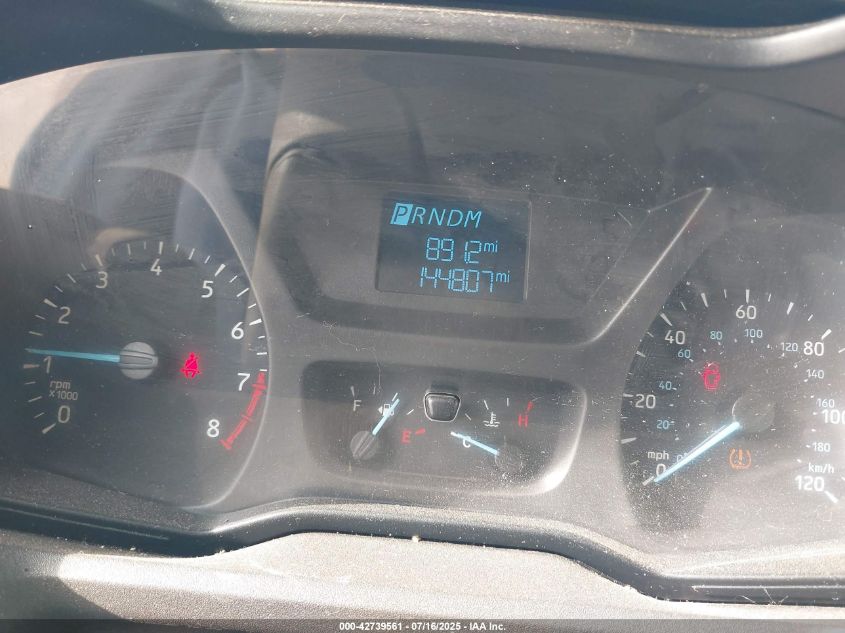 PRNDM
891.2 mi
144807 mi
0 1 2 3 4 5 6 7 8
rpm
x1000
F E
C H
0 20 40 60 80 100 120
20 40 60 80 100 120 140 160 180
mph
km/h
000-42739561 - 07/16/2025 - IAA Inc.